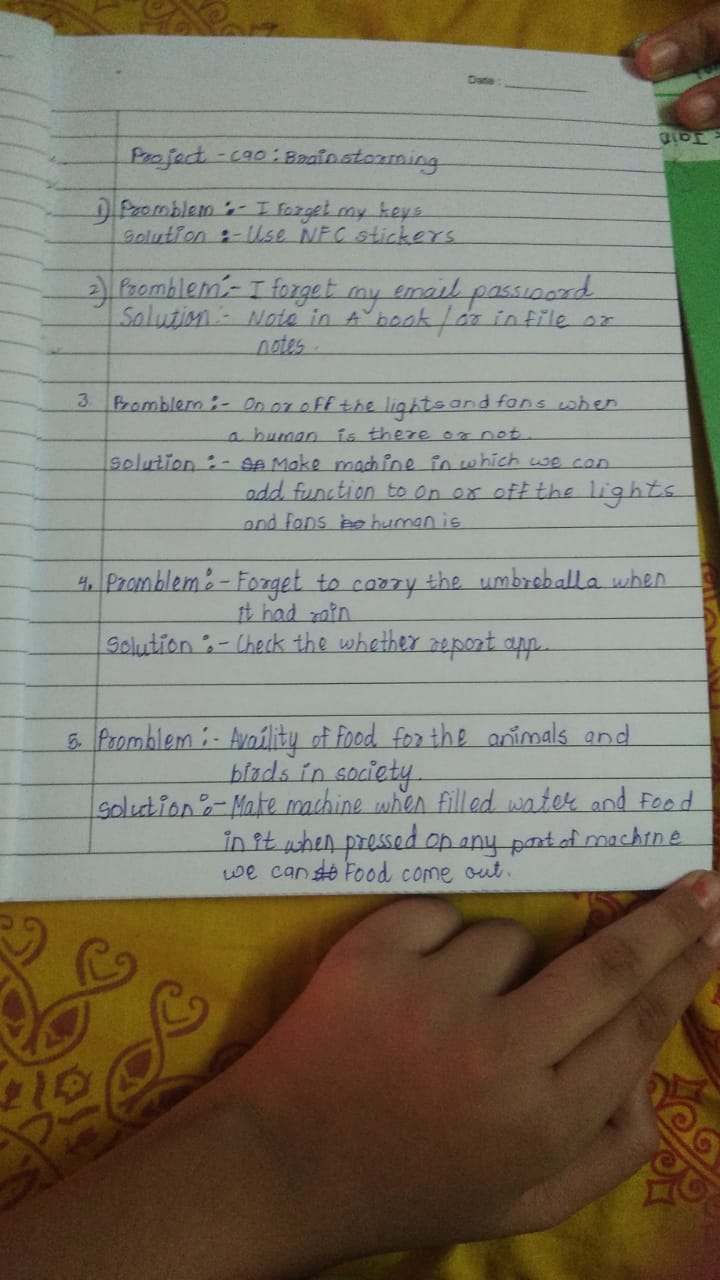 Date :
Project - C90 : Brainstorming
1) Promblem :- I forget my keys
Solution :- Use NFC stickers
2) Promblem :- I forget my email password
Solution :- Note in A book / or in file or
notes.
3. Promblem :- On or off the lights and fans when
a human is there or not.
Solution :- Make machine in which we can
add function to on or off the lights
and fans human is
4. Promblem :- Forget to carry the umbreballa when
it had rain
Solution :- Check the whether report app.
5. Promblem :- Availity of Food for the animals and
birds in society.
Solution :- Make machine when filled water and Food
in it when pressed on any part of machine
we can Food come out.